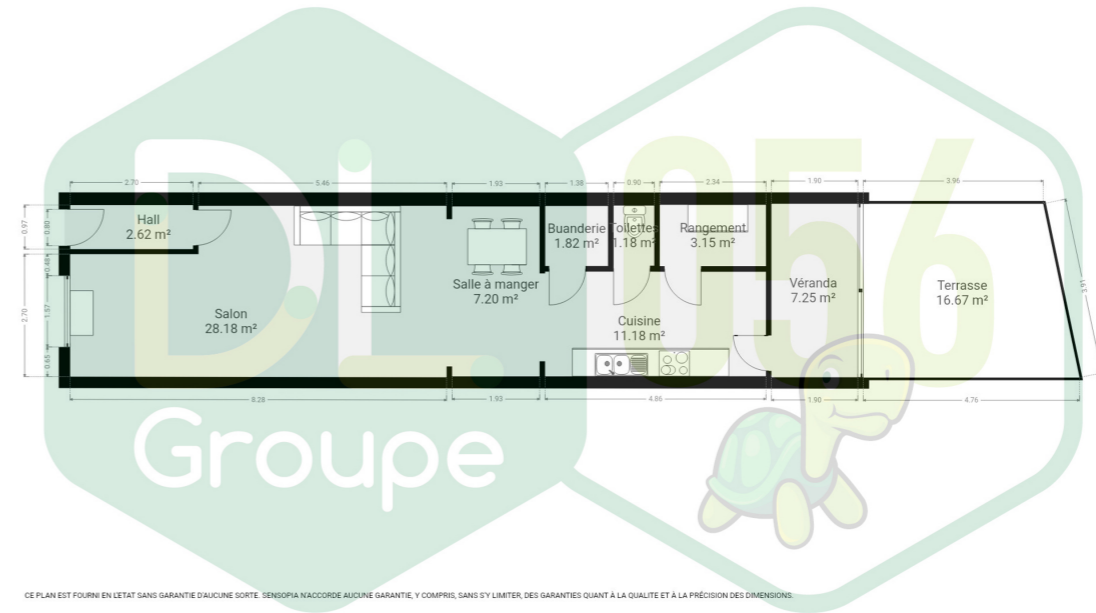 2.70
5.46
1.93
1.38
0.90
2.34
1.90
3.96
0.97
0.80
0.48
2.70
1.57
0.65
3.91
Hall
2.62 m²
Buanderie
1.82 m²
Toilettes
1.18 m²
Rangement
3.15 m²
Salle à manger
7.20 m²
Véranda
7.25 m²
Terrasse
16.67 m²
Salon
28.18 m²
Cuisine
11.18 m²
8.28
1.93
4.86
1.90
4.76
DL
Groupe
056
CE PLAN EST FOURNI EN L'ETAT SANS GARANTIE D'AUCUNE SORTE. SENSOPIA N'ACCORDE AUCUNE GARANTIE, Y COMPRIS, SANS S'Y LIMITER, DES GARANTIES QUANT À LA QUALITE ET À LA PRÉCISION DES DIMENSIONS.